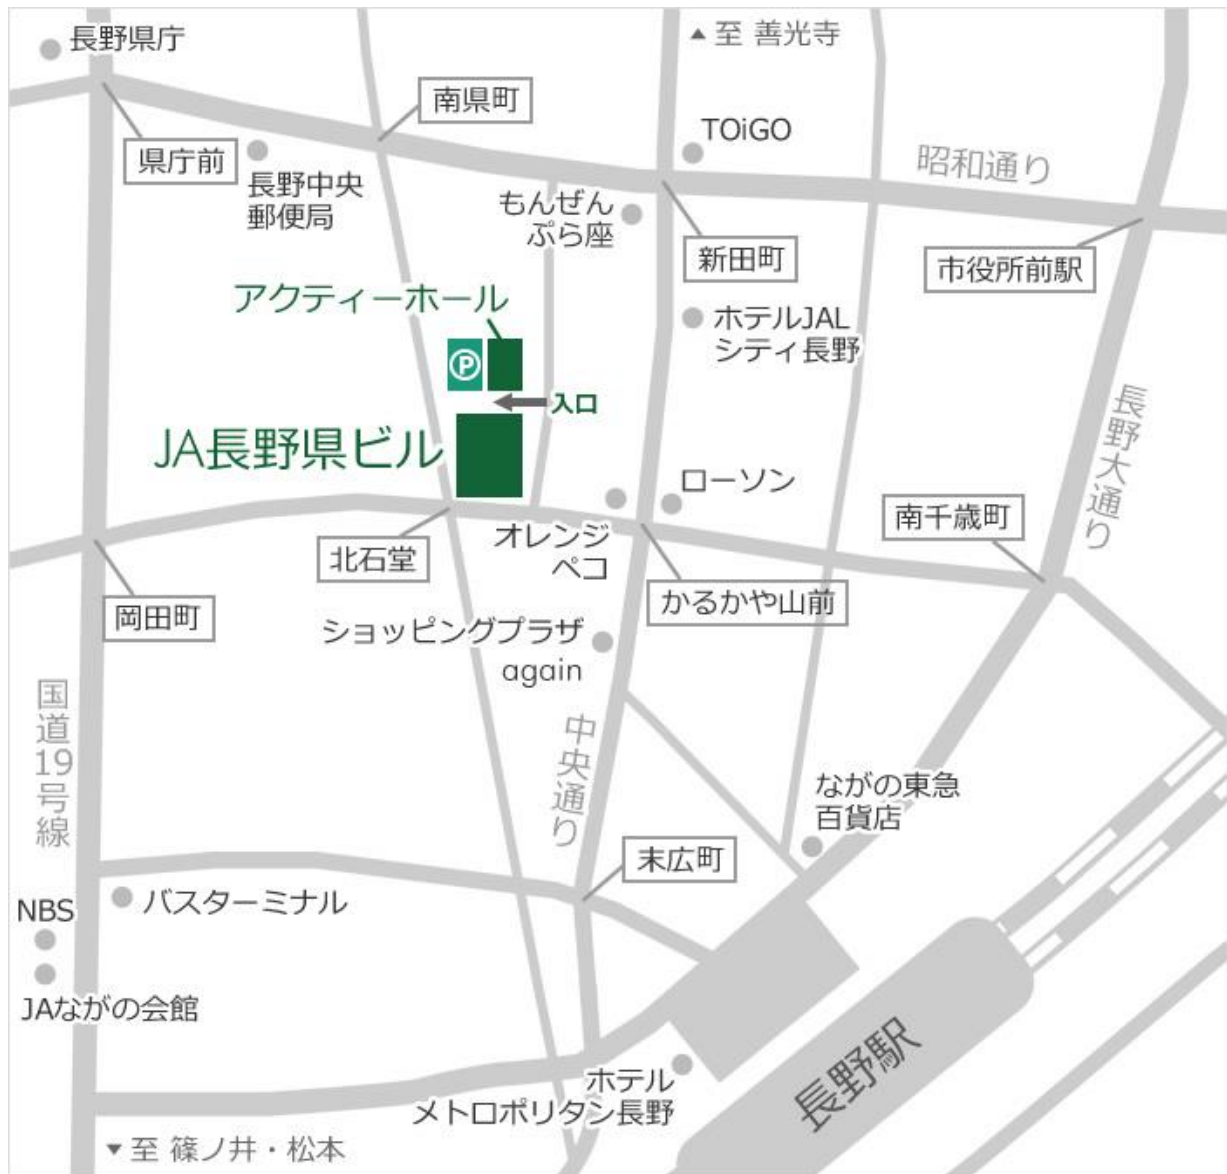 長野県庁
▲ 至 善光寺
南県町
TOiGO
県庁前
昭和通り
長野中央
郵便局
もんぜん
ぷら座
新田町
市役所前駅
アクティーホール
ホテルJAL
シティ長野
P
入口
長野大通り
JA長野県ビル
ローソン
南千歳町
オレンジ
ペコ
北石堂
かるかや山前
岡田町
ショッピングプラザ
again
国道19号線
中央通り
ながの東急
百貨店
末広町
バスターミナル
NBS
JAながの会館
長野駅
ホテル
メトロポリタン長野
▼ 至 篠ノ井・松本